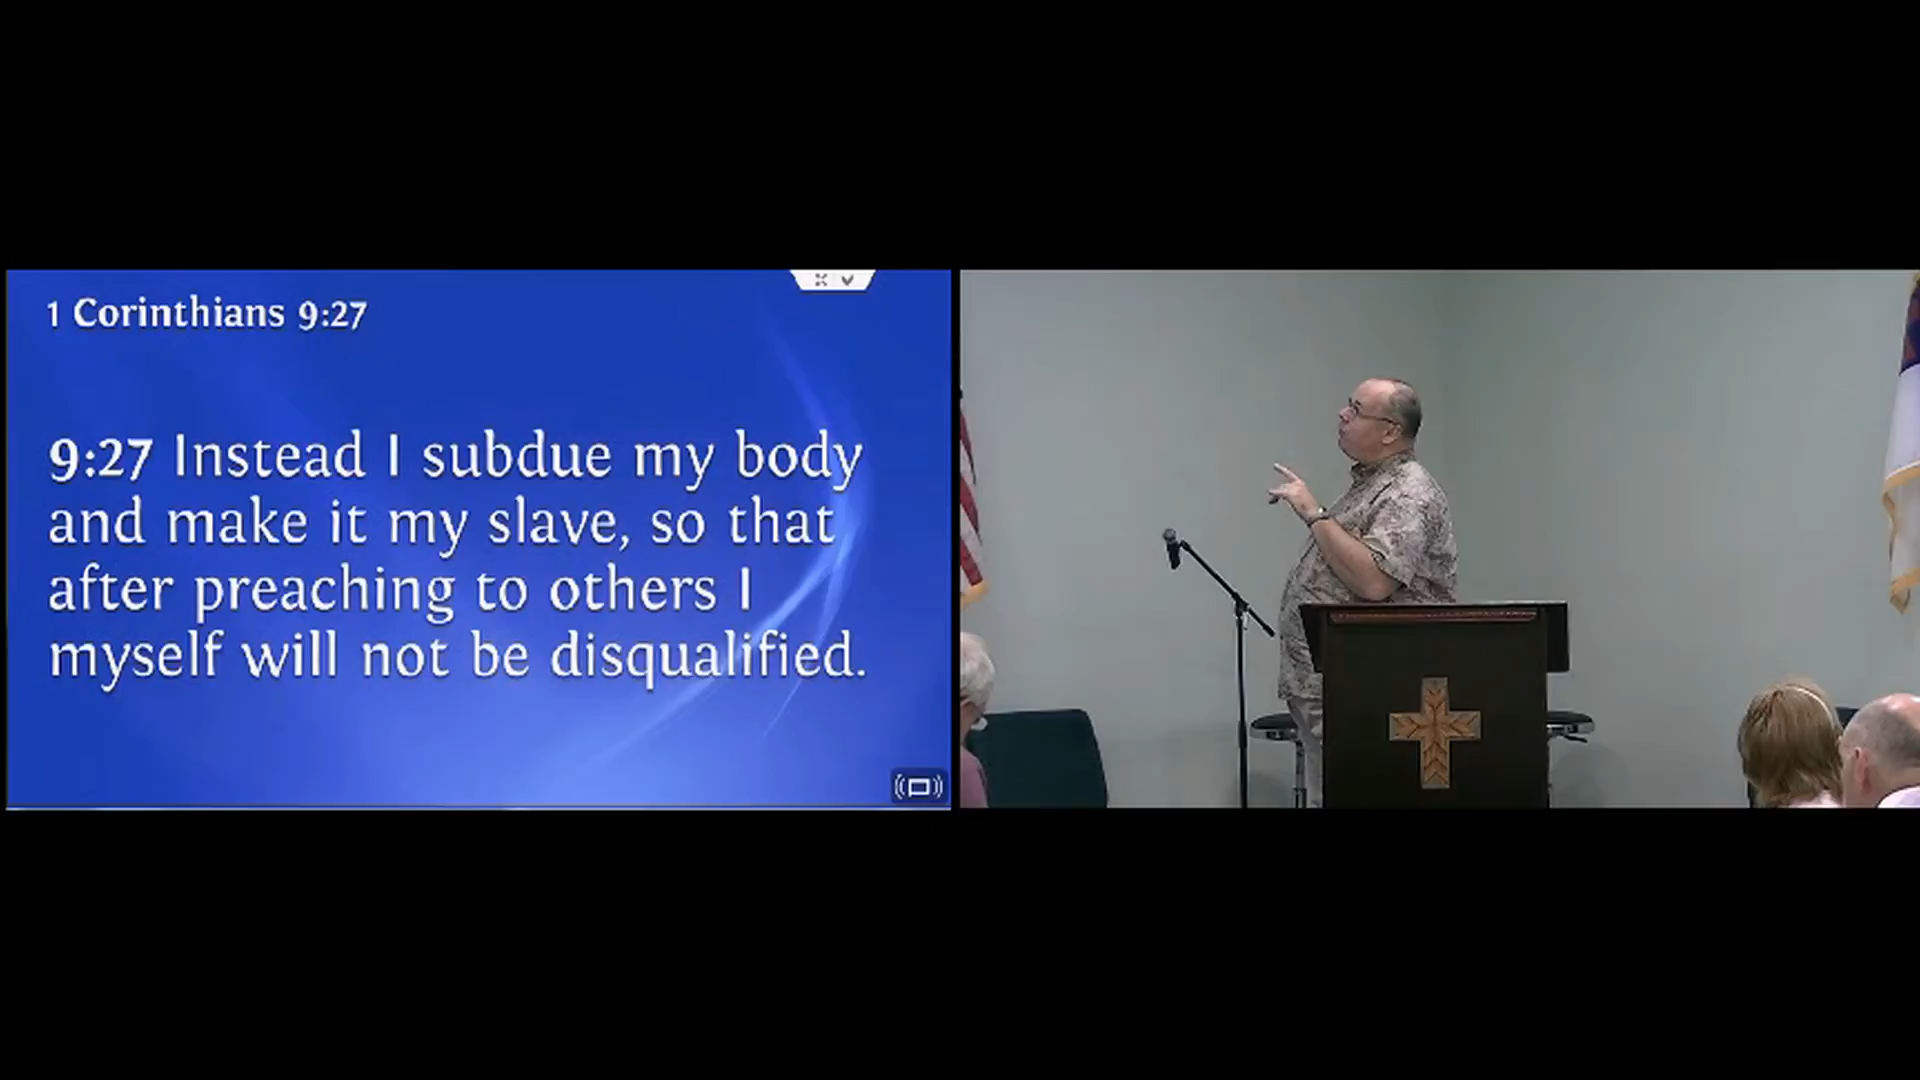 1 Corinthians 9:27
9:27 Instead I subdue my body
and make it my slave, so that
after preaching to others I
myself will not be disqualified.